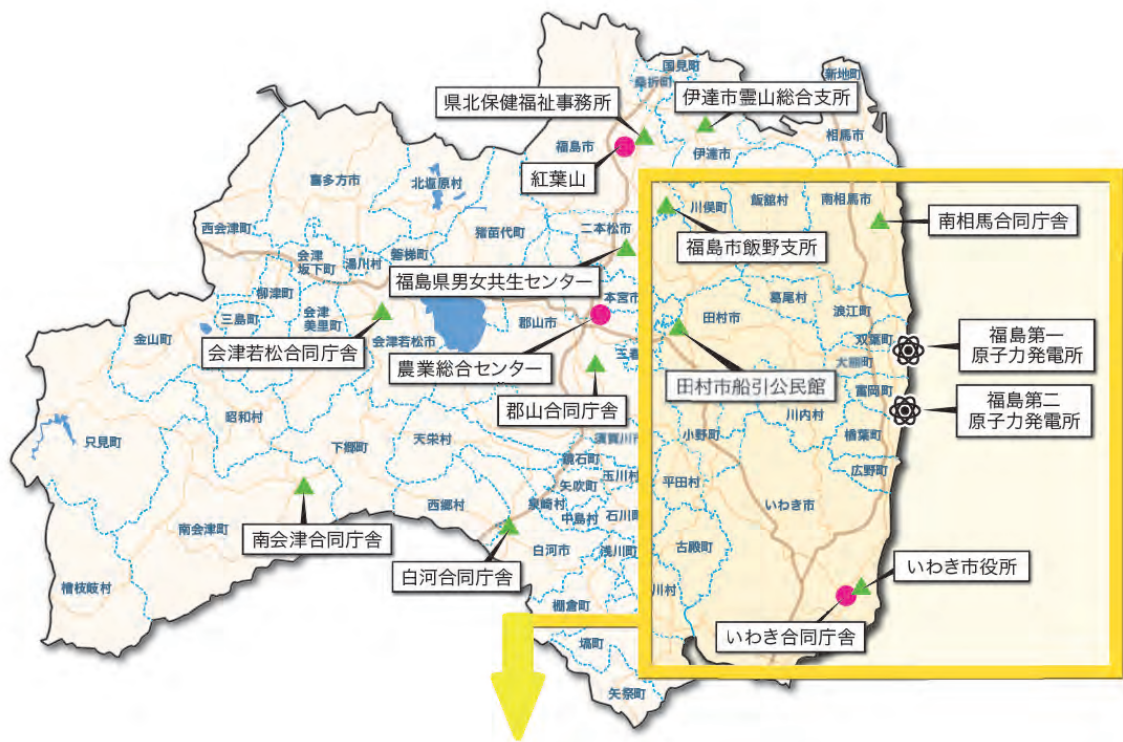 国見町
桑折町
新地町
県北保健福祉事務所
伊達市霊山総合支所
相馬市
福島市
伊達市
紅葉山
喜多方市
北塩原村
川俣町
飯舘村
南相馬市
南相馬合同庁舎
西会津町
猪苗代町
二本松市
福島市飯野支所
会津
坂下町
湯川村
磐梯町
福島県男女共生センター
柳津町
本宮市
葛尾村
浪江町
三島町
会津
美里町
郡山市
田村市
金山町
会津若松市
双葉町
福島第一
原子力発電所
会津若松合同庁舎
農業総合センター
三春
大熊町
田村市船引公民館
富岡町
福島第二
原子力発電所
郡山合同庁舎
昭和村
川内村
只見町
下郷町
天栄村
須賀川市
小野町
楢葉町
鏡石町
広野町
玉川村
平田村
矢吹町
西郷村
泉崎村
いわき市
中島村
石川町
南会津町
南会津合同庁舎
白河市
浅川町
古殿町
白河合同庁舎
いわき市役所
檜枝岐村
川村
棚倉町
いわき合同庁舎
塙町
矢祭町